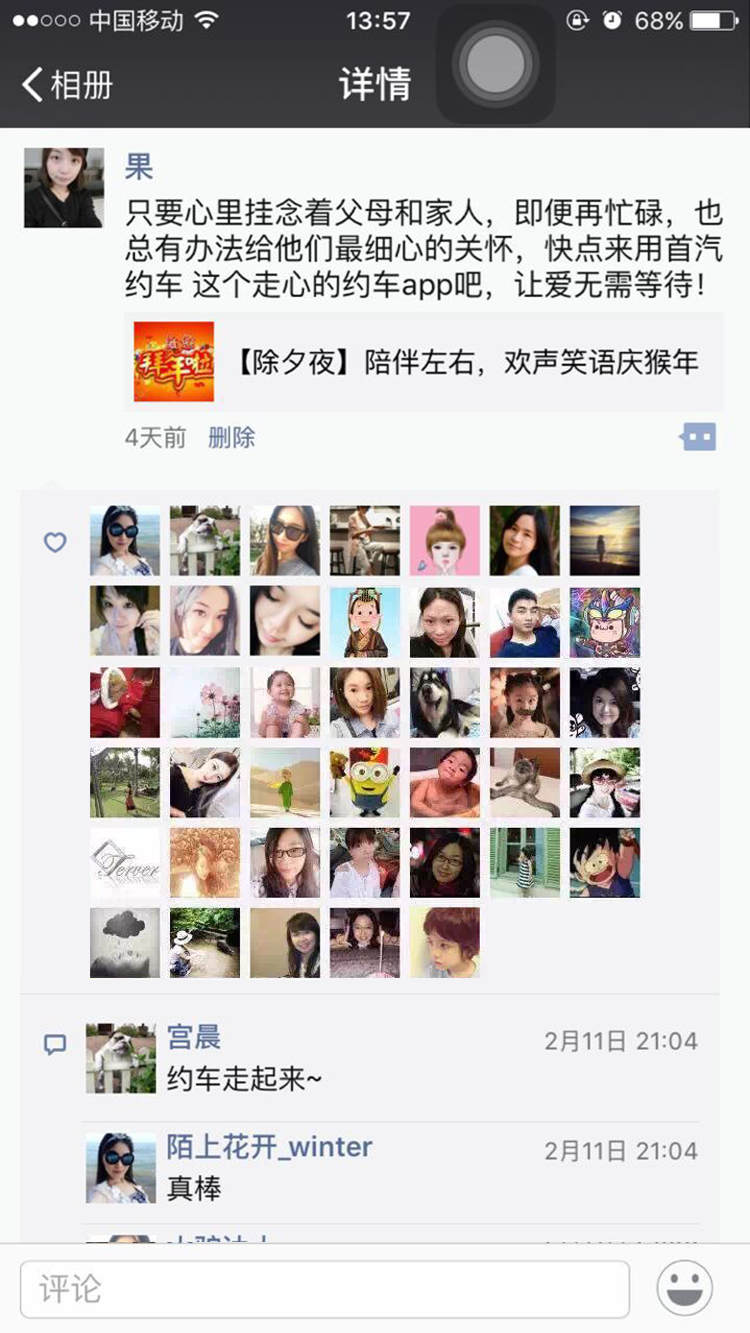 中国移动 13:57 68%
相册 详情
果
只要心里挂念着父母和家人，即便再忙碌，也
总有办法给他们最细心的关怀，快点来用首汽
约车 这个走心的约车app吧，让爱无需等待！
拜年啦
【除夕夜】陪伴左右，欢声笑语庆猴年
4天前 删除
宫晨 2月11日 21:04
约车走起来~
陌上花开_winter 2月11日 21:04
真棒
评论